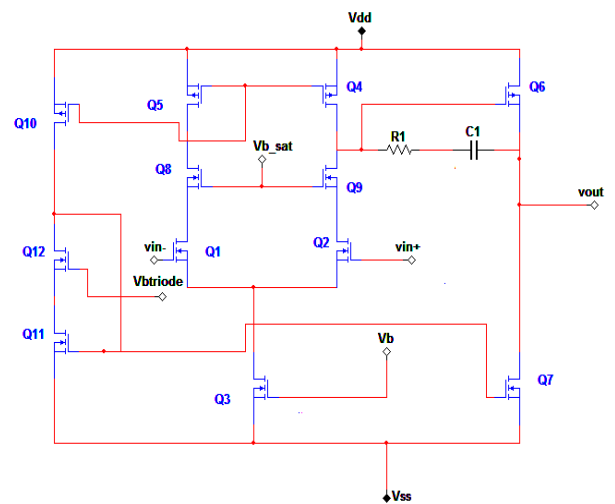 Vdd
Q5
Q4
Q6
Q10
R1
C1
Vb_sat
Q8
Q9
vout
vin-
Q1
Q2
vin+
Q12
Vbtriode
Q11
Vb
Q3
Q7
Vss